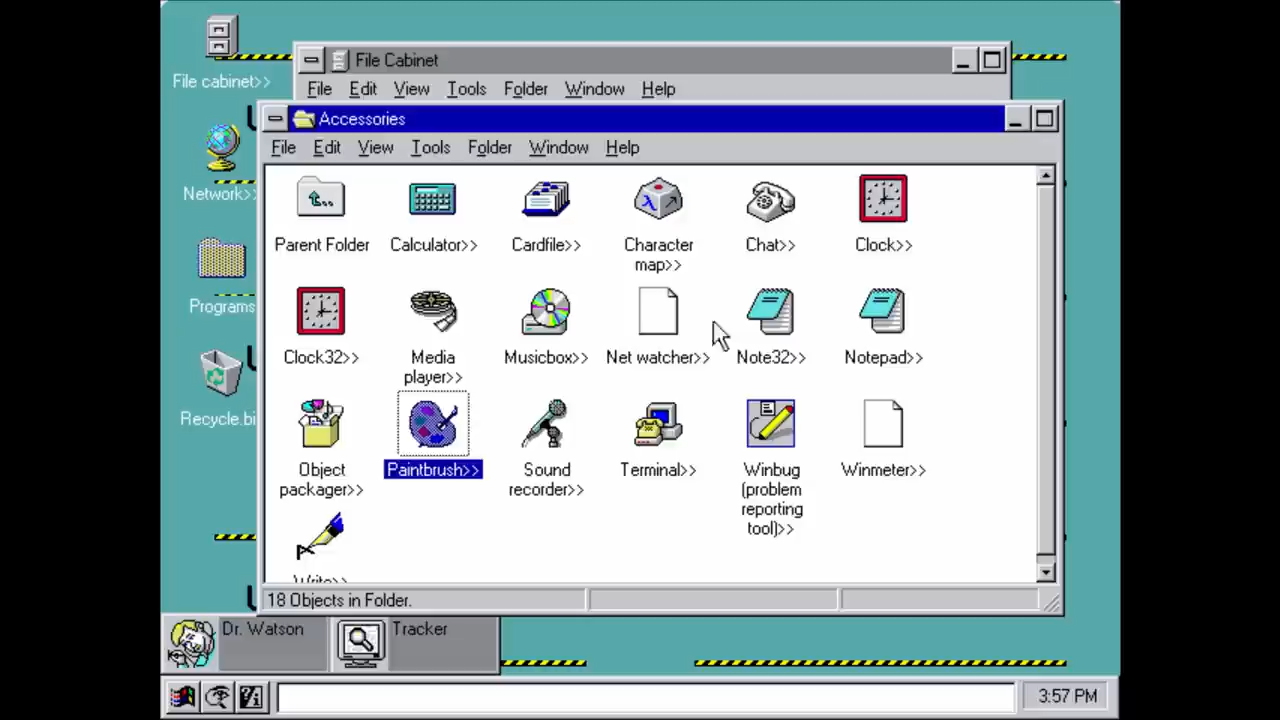 File cabinet>>
File Cabinet
File Edit View Tools Folder Window Help
Accessories
File Edit View Tools Folder Window Help
Network>>
Programs
Recycle.bi
Parent Folder
Calculator>>
Cardfile>>
Character
map>>
Chat>>
Clock>>
Clock32>>
Media
player>>
Musicbox>>
Net watcher>>
Note32>>
Notepad>>
Object
packager>>
Paintbrush>>
Sound
recorder>>
Terminal>>
Winbug
(problem
reporting
tool)>>
Winmeter>>
Write>>
18 Objects in Folder.
Dr. Watson
Tracker
3:57 PM